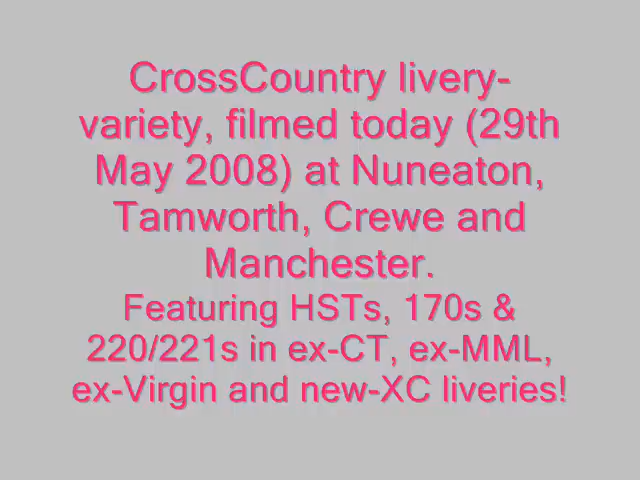 CrossCountry livery-
variety, filmed today (29th
May 2008) at Nuneaton,
Tamworth, Crewe and
Manchester.
Featuring HSTs, 170s &
220/221s in ex-CT, ex-MML,
ex-Virgin and new-XC liveries!